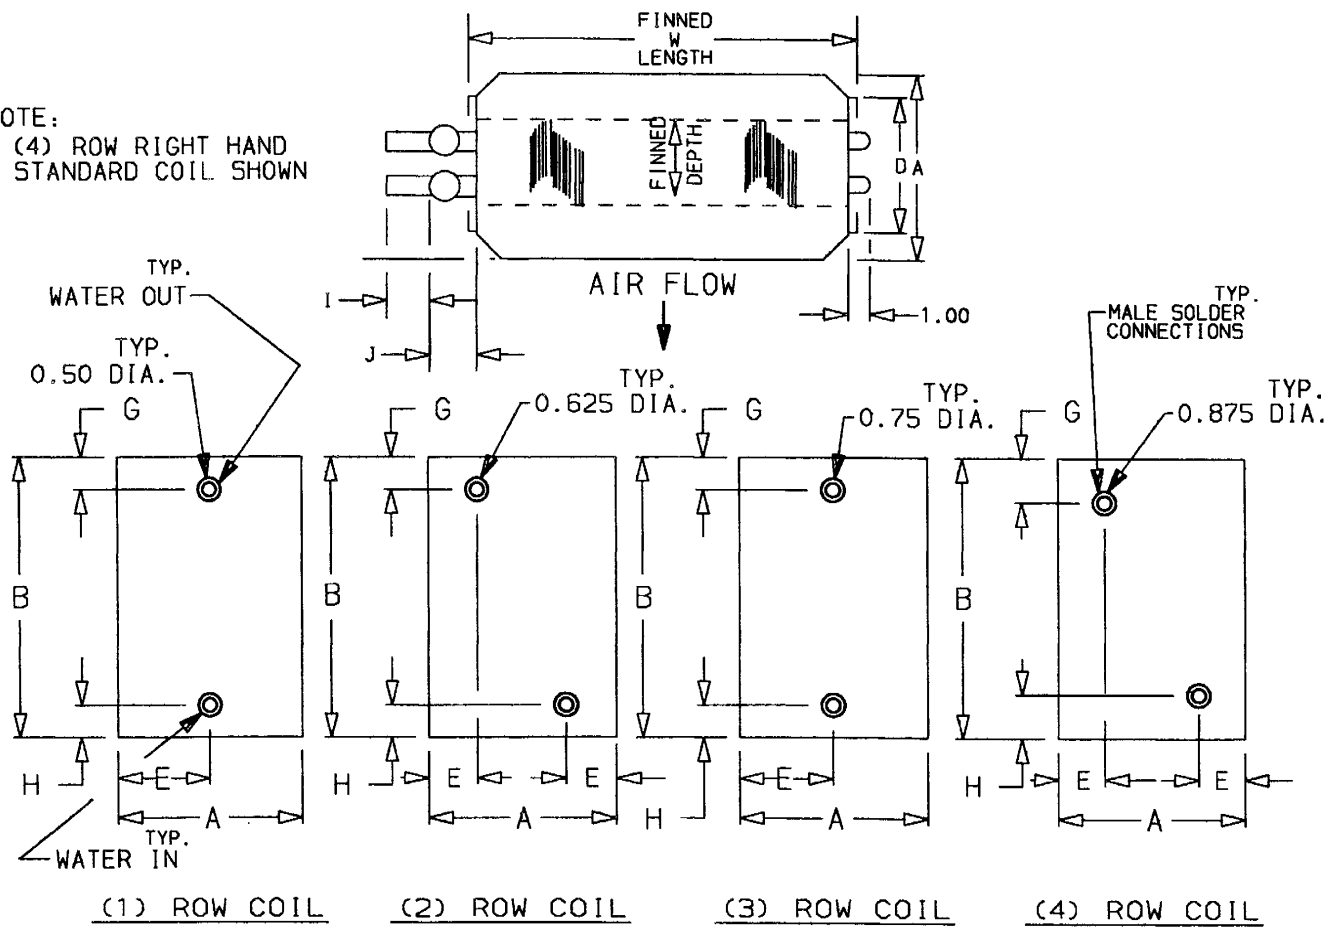 FINNED
W
LENGTH
OTE:
(4) ROW RIGHT HAND
STANDARD COIL SHOWN
FINNED
DEPTH
D A
TYP.
WATER OUT
AIR FLOW
I
1.00
J
TYP.
MALE SOLDER
CONNECTIONS
TYP.
0.50 DIA.
TYP.
0.625 DIA.
TYP.
0.75 DIA.
TYP.
0.875 DIA.
G
G
G
G
B
B
B
B
H
E
H
E
E
H
E
H
E
E
A
A
A
A
TYP.
WATER IN
(1) ROW COIL
(2) ROW COIL
(3) ROW COIL
(4) ROW COIL